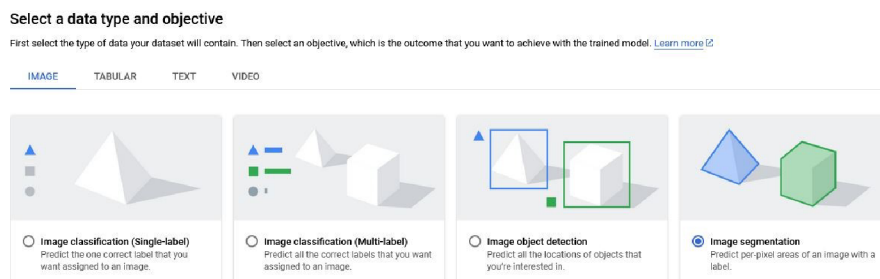 Select a data type and objective
First select the type of data your dataset will contain. Then select an objective, which is the outcome that you want to achieve with the trained model. Learn more
IMAGE TABULAR TEXT VIDEO
Image classification (Single-label)
Predict the one correct label that you
want assigned to an image.
Image classification (Multi-label)
Predict all the correct labels that you want
assigned to an image.
Image object detection
Predict all the locations of objects that
you're interested in.
Image segmentation
Predict per-pixel areas of an image with a
label.